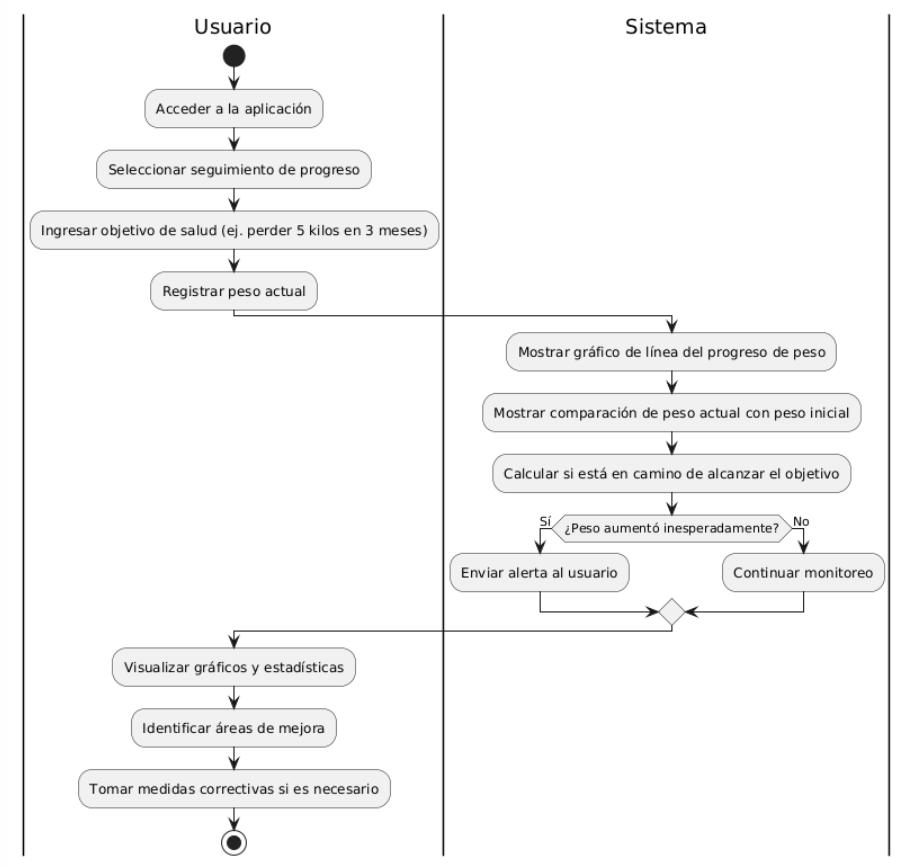 Usuario
Sistema
Acceder a la aplicación
Seleccionar seguimiento de progreso
Ingresar objetivo de salud (ej. perder 5 kilos en 3 meses)
Registrar peso actual
Mostrar gráfico de línea del progreso de peso
Mostrar comparación de peso actual con peso inicial
Calcular si está en camino de alcanzar el objetivo
Sí
¿Peso aumentó inesperadamente?
No
Enviar alerta al usuario
Continuar monitoreo
Visualizar gráficos y estadísticas
Identificar áreas de mejora
Tomar medidas correctivas si es necesario